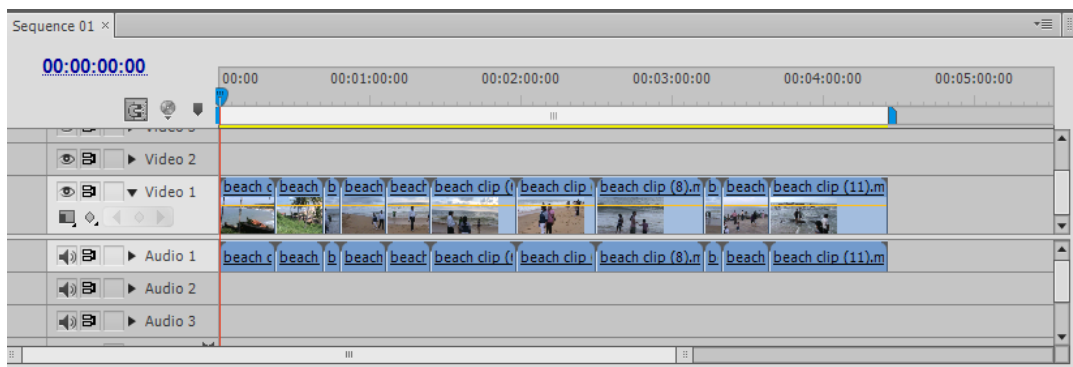 Sequence 01 ×
00:00:00:00
00:00 00:01:00:00 00:02:00:00 00:03:00:00 00:04:00:00 00:05:00:00
Video 2
Video 1
beach c beach b beach beach beach clip ( beach clip beach clip (8).m b beach beach clip (11).m
Audio 1
beach c beach b beach beach beach clip ( beach clip beach clip (8).m b beach beach clip (11).m
Audio 2
Audio 3